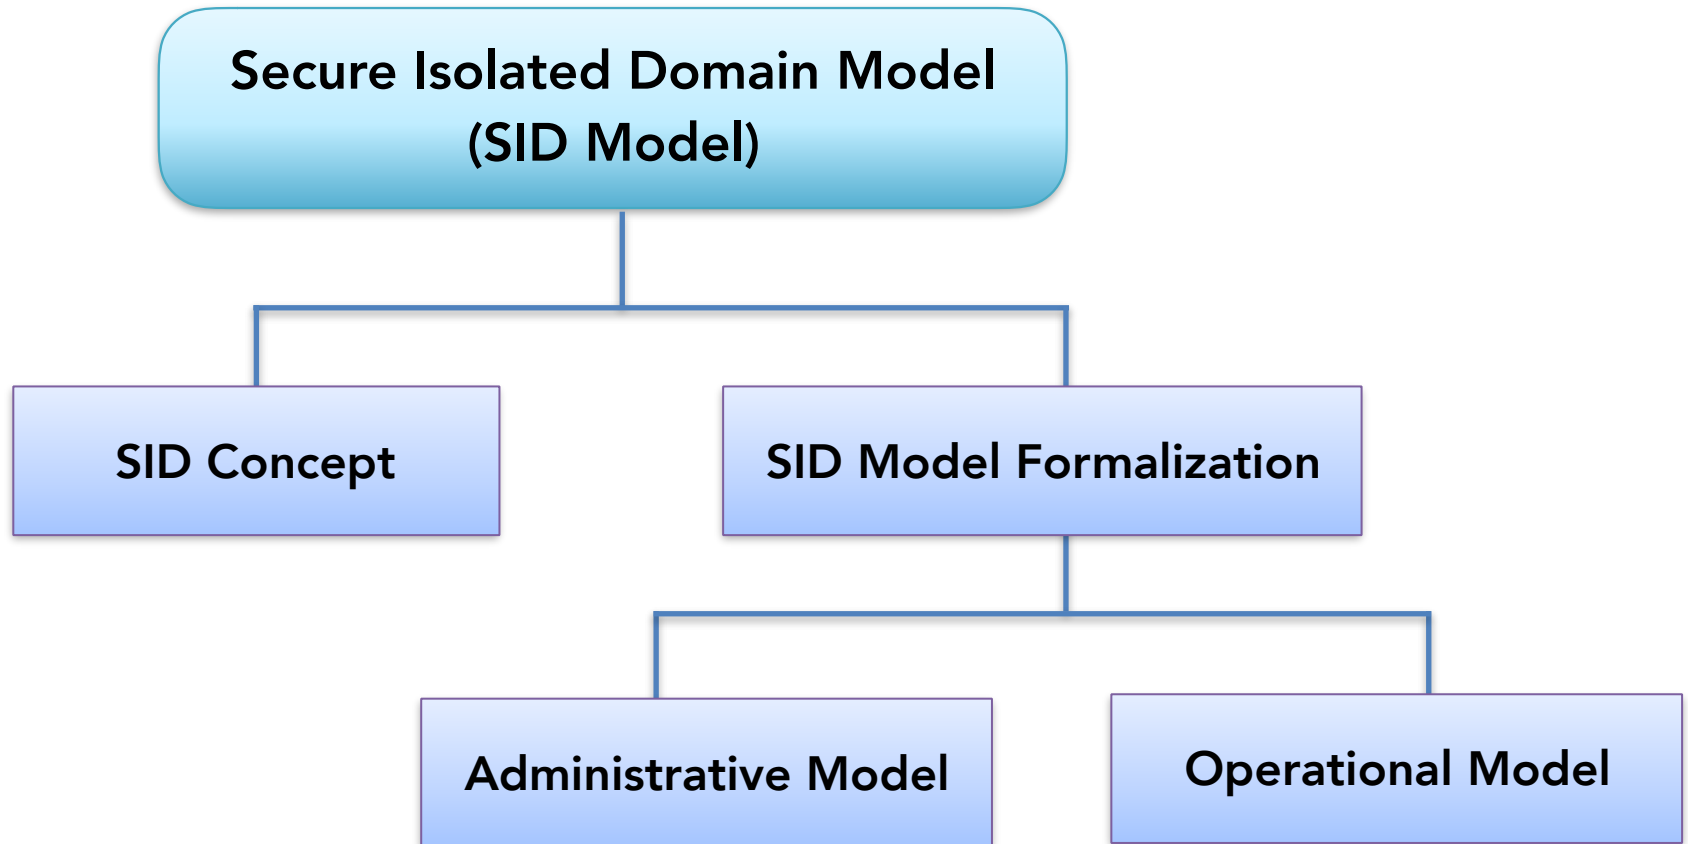 Secure Isolated Domain Model
(SID Model)
SID Concept
SID Model Formalization
Administrative Model
Operational Model